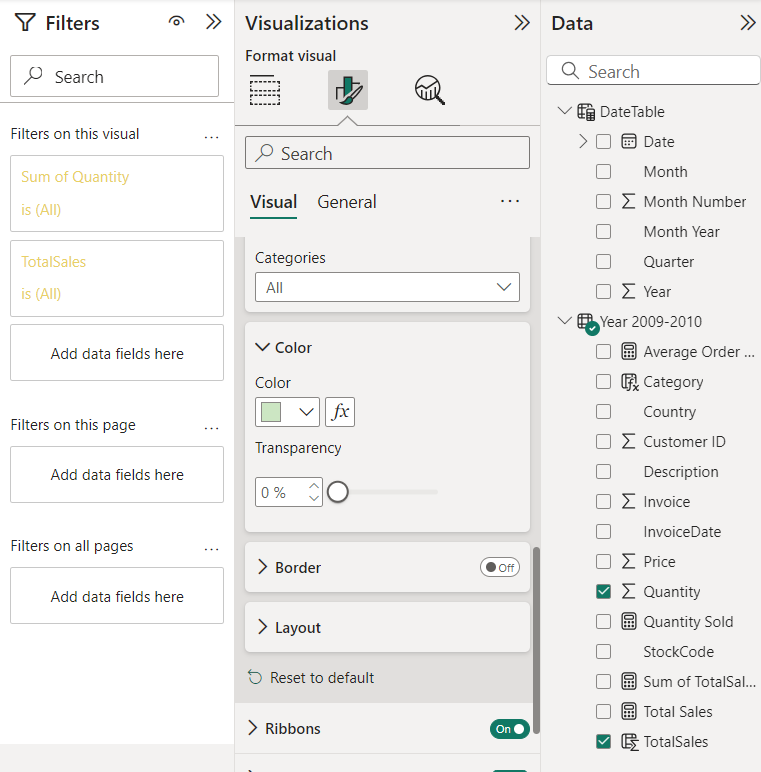 Filters
Search
Filters on this visual
...
Sum of Quantity
is (All)
TotalSales
is (All)
Add data fields here
Filters on this page
...
Add data fields here
Filters on all pages
...
Add data fields here
Visualizations
Format visual
Search
Visual
General
...
Categories
All
Color
Color
fx
Transparency
0 %
Border
Off
Layout
Reset to default
Ribbons
On
Data
Search
DateTable
Date
Month
Month Number
Month Year
Quarter
Year
Year 2009-2010
Average Order ...
Category
Country
Customer ID
Description
Invoice
InvoiceDate
Price
Quantity
Quantity Sold
StockCode
Sum of TotalSal...
Total Sales
TotalSales